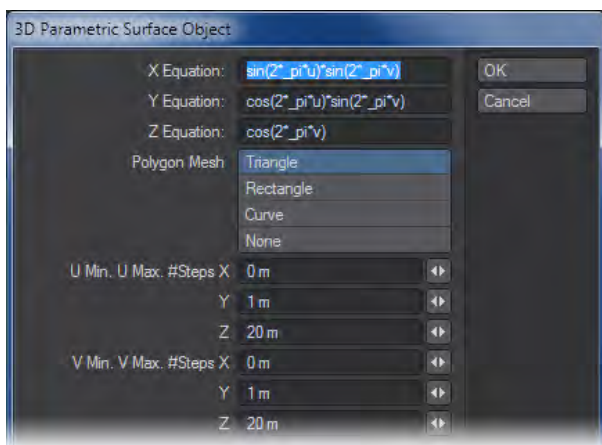 3D Parametric Surface Object
X Equation: sin(2*_pi*u)*sin(2*_pi*v) OK
Y Equation: cos(2*_pi*u)*sin(2*_pi*v) Cancel
Z Equation: cos(2*_pi*v)
Polygon Mesh Triangle
Rectangle
Curve
None
U Min. U Max. #Steps X 0 m
Y 1 m
Z 20 m
V Min. V Max. #Steps X 0 m
Y 1 m
Z 20 m